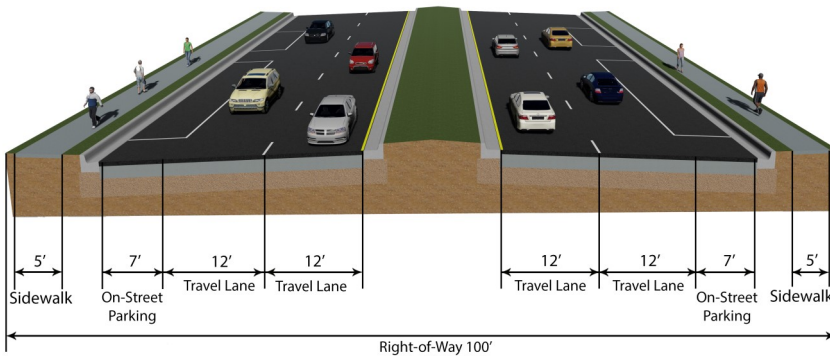 5’ 7’ 12’ 12’ 12’ 12’ 7’ 5’
Sidewalk On-Street Travel Lane Travel Lane Travel Lane Travel Lane On-Street Sidewalk
Parking Parking
Right-of-Way 100’